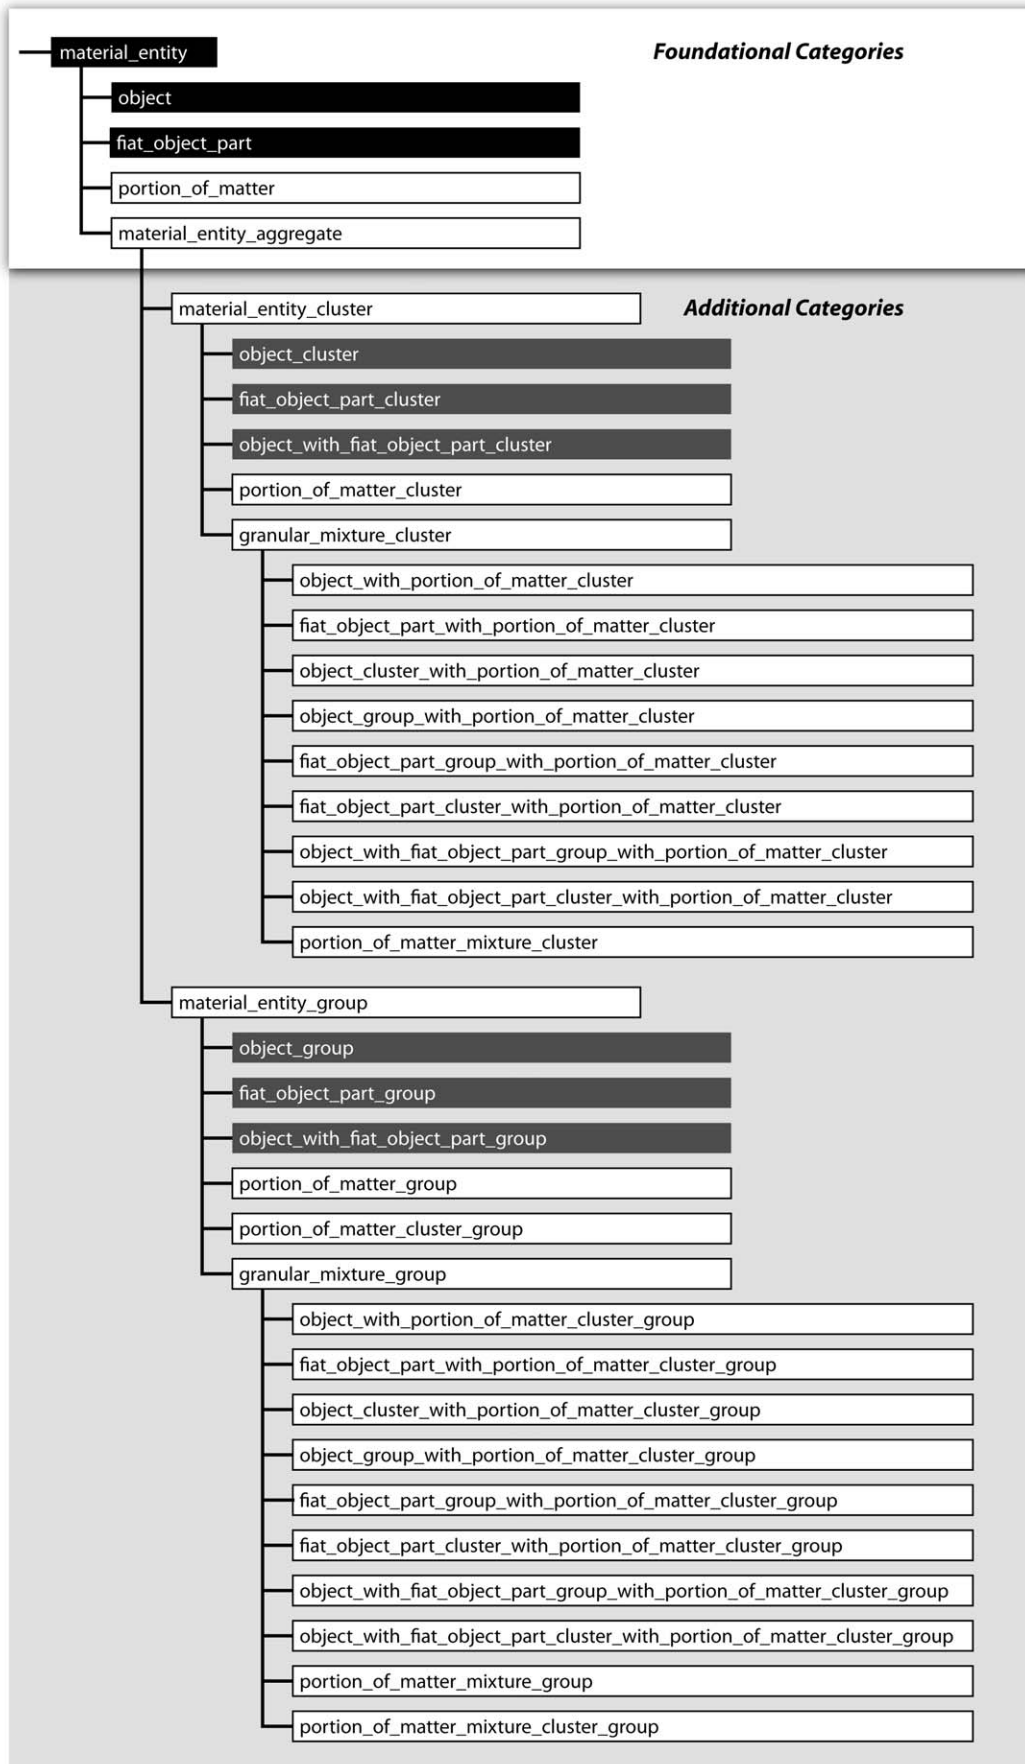 material_entity
Foundational Categories
object
fiat_object_part
portion_of_matter
material_entity_aggregate
material_entity_cluster
Additional Categories
object_cluster
fiat_object_part_cluster
object_with_fiat_object_part_cluster
portion_of_matter_cluster
granular_mixture_cluster
object_with_portion_of_matter_cluster
fiat_object_part_with_portion_of_matter_cluster
object_cluster_with_portion_of_matter_cluster
object_group_with_portion_of_matter_cluster
fiat_object_part_group_with_portion_of_matter_cluster
fiat_object_part_cluster_with_portion_of_matter_cluster
object_with_fiat_object_part_group_with_portion_of_matter_cluster
object_with_fiat_object_part_cluster_with_portion_of_matter_cluster
portion_of_matter_mixture_cluster
material_entity_group
object_group
fiat_object_part_group
object_with_fiat_object_part_group
portion_of_matter_group
portion_of_matter_cluster_group
granular_mixture_group
object_with_portion_of_matter_cluster_group
fiat_object_part_with_portion_of_matter_cluster_group
object_cluster_with_portion_of_matter_cluster_group
object_group_with_portion_of_matter_cluster_group
fiat_object_part_group_with_portion_of_matter_cluster_group
fiat_object_part_cluster_with_portion_of_matter_cluster_group
object_with_fiat_object_part_group_with_portion_of_matter_cluster_group
object_with_fiat_object_part_cluster_with_portion_of_matter_cluster_group
portion_of_matter_mixture_group
portion_of_matter_mixture_cluster_group